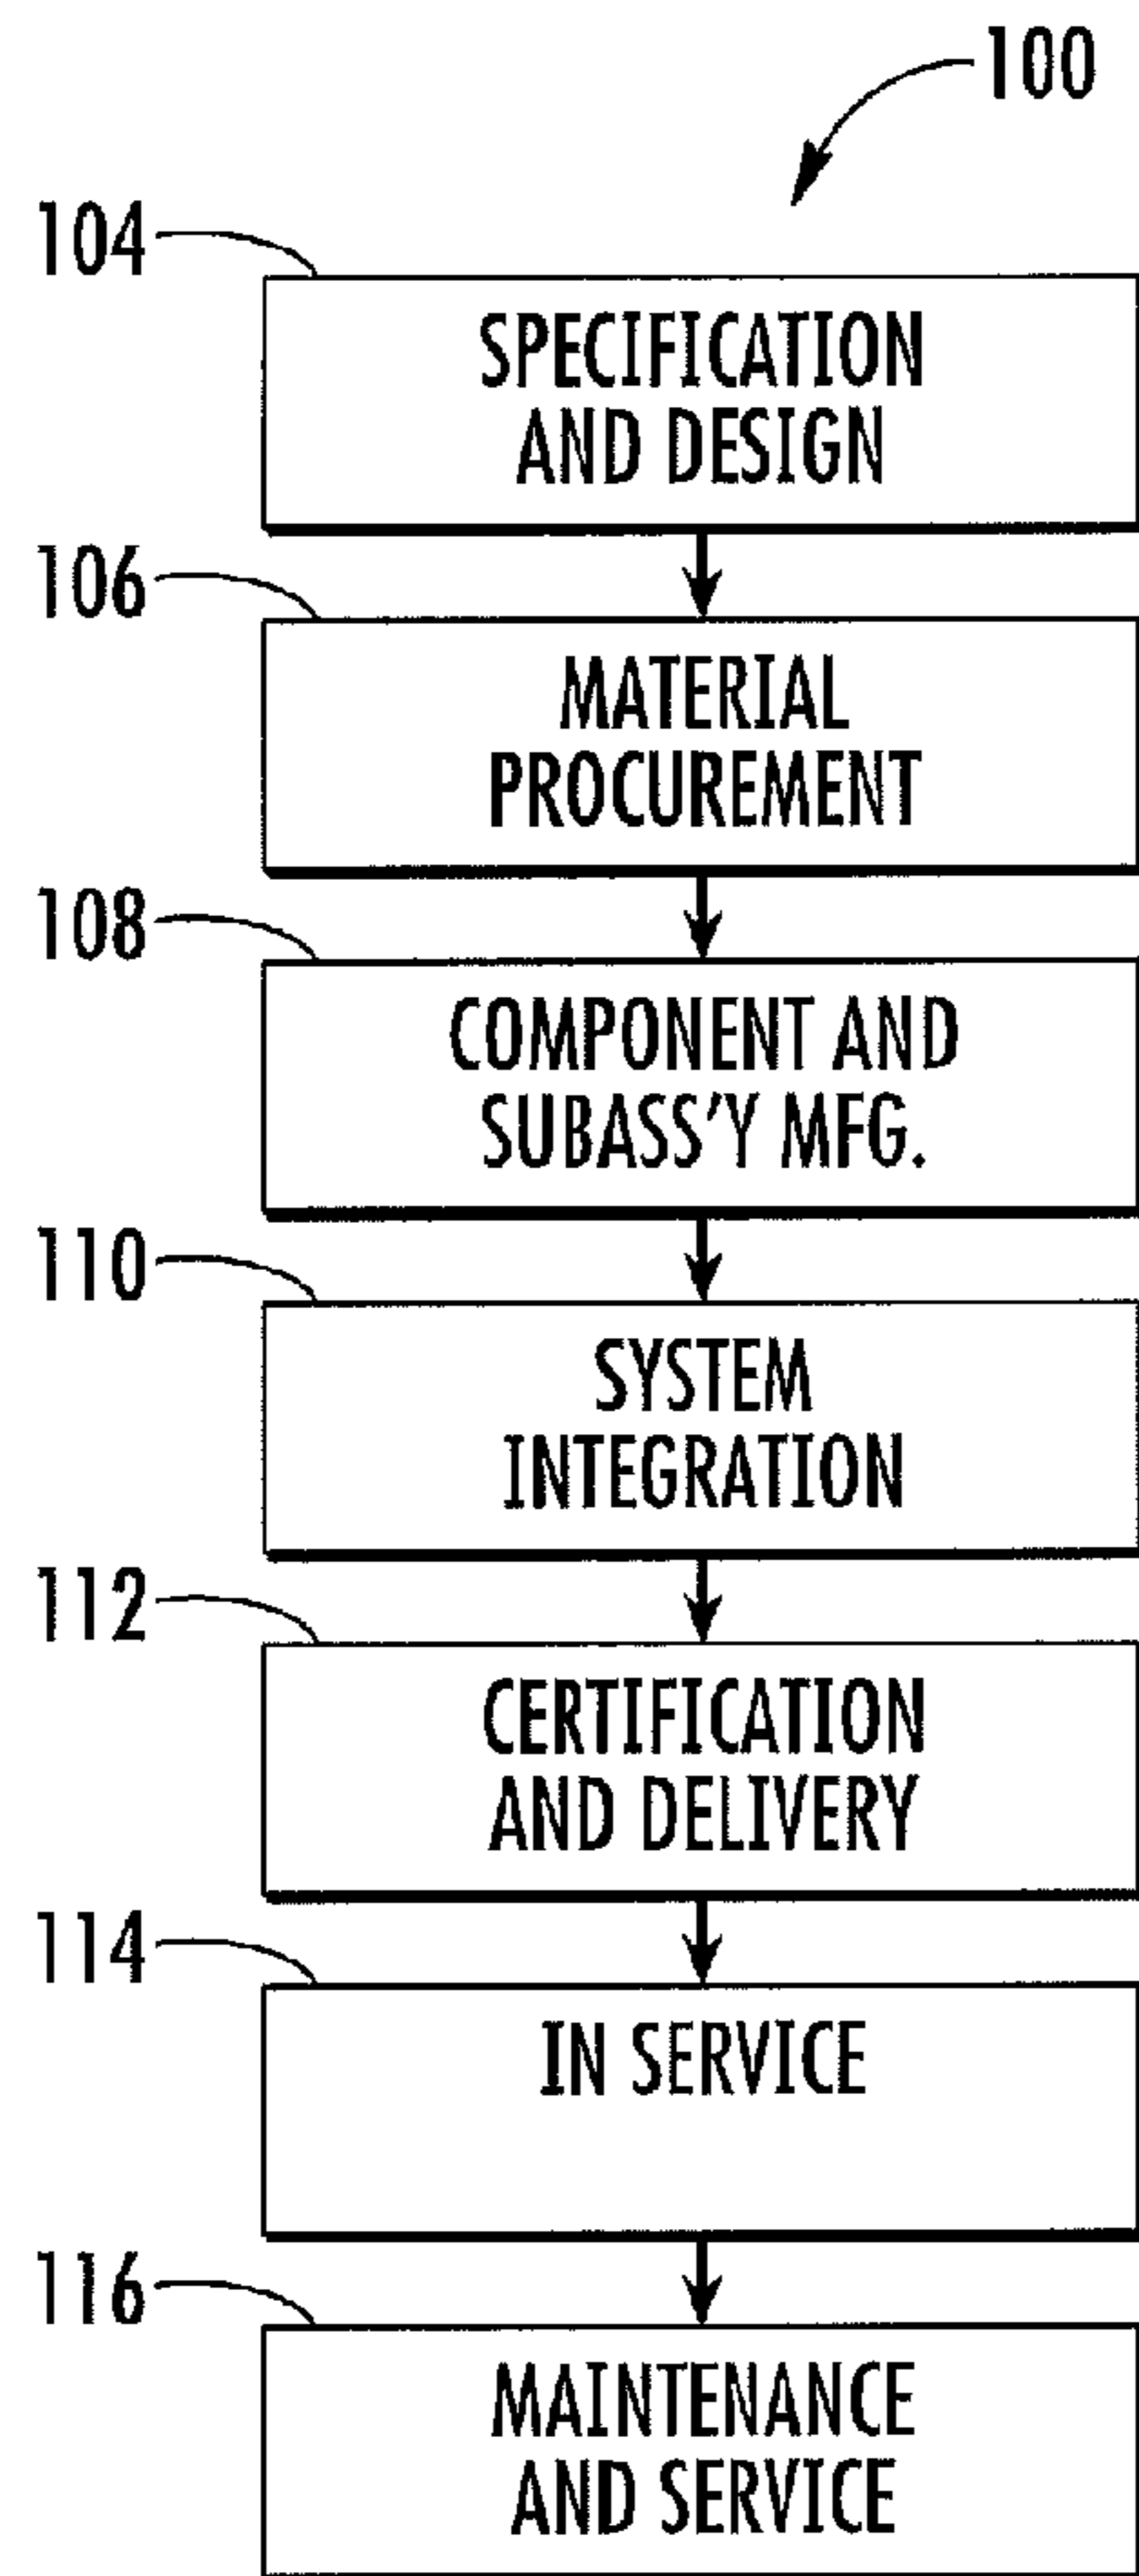 100
104
SPECIFICATION
AND DESIGN
106
MATERIAL
PROCUREMENT
108
COMPONENT AND
SUBASS'Y MFG.
110
SYSTEM
INTEGRATION
112
CERTIFICATION
AND DELIVERY
114
IN SERVICE
116
MAINTENANCE
AND SERVICE